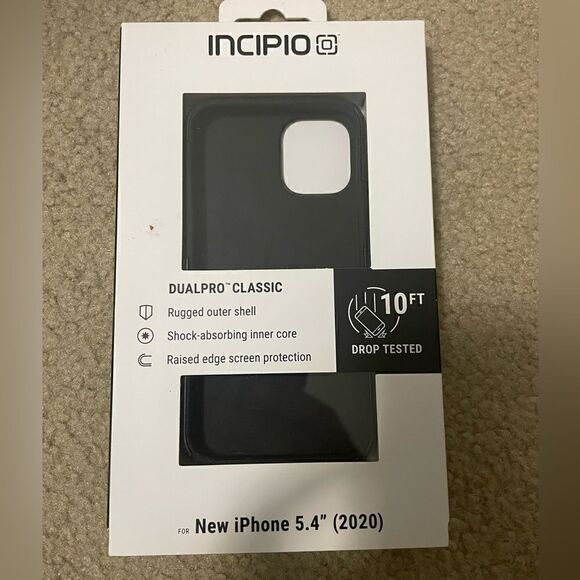 INCIPIO
DUALPRO™ CLASSIC
Rugged outer shell
Shock-absorbing inner core
Raised edge screen protection
10FT
DROP TESTED
FOR New iPhone 5.4" (2020)